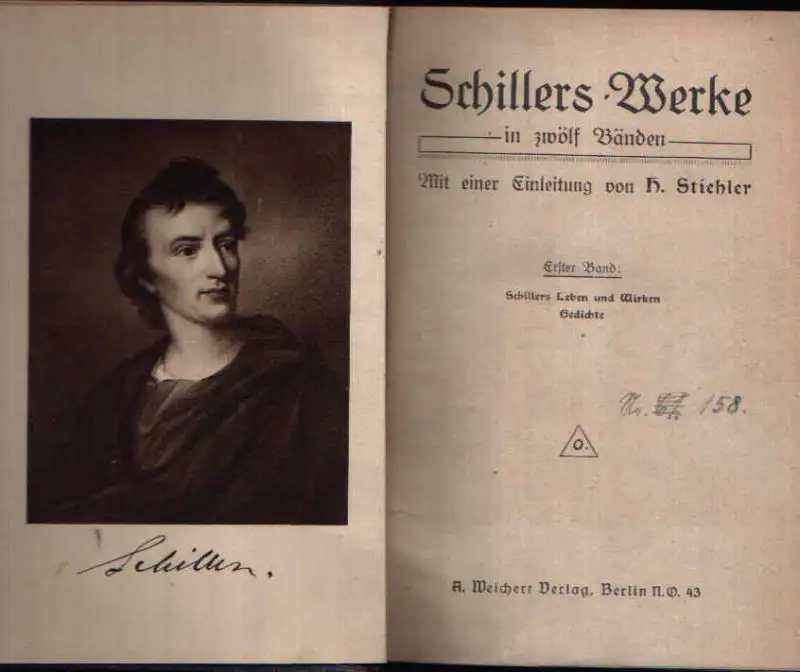 Schiller.
Schillers Werke
in zwölf Bänden
Mit einer Einleitung von H. Stiehler
Erster Band:
Schillers Leben und Wirken
Gedichte
Nr. 158.
O.
A. Weichert Verlag, Berlin N.O. 43